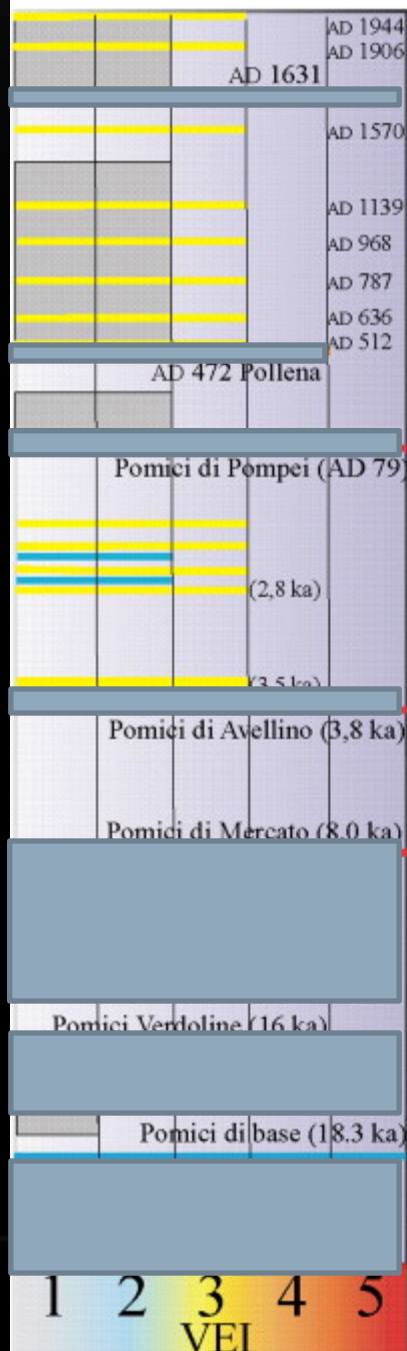 AD 1944
AD 1906
AD 1631
AD 1570
AD 1139
AD 968
AD 787
AD 636
AD 512
AD 472 Pollena
Pomici di Pompei (AD 79)
(2,8 ka)
(3,5 ka)
Pomici di Avellino (3,8 ka)
Pomici di Mercato (8,0 ka)
Pomici Verdoline (16 ka)
Pomici di base (18.3 ka)
1 2 3 4 5
VEI